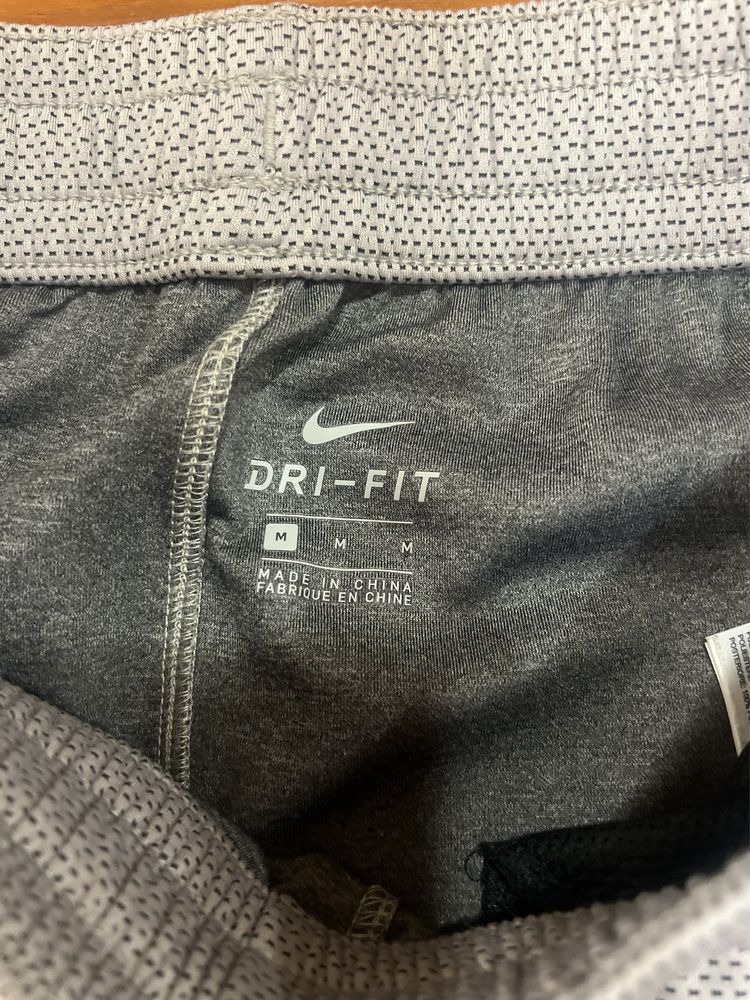 DRI-FIT
M M M
MADE IN CHINA
FABRIQUÉ EN CHINE